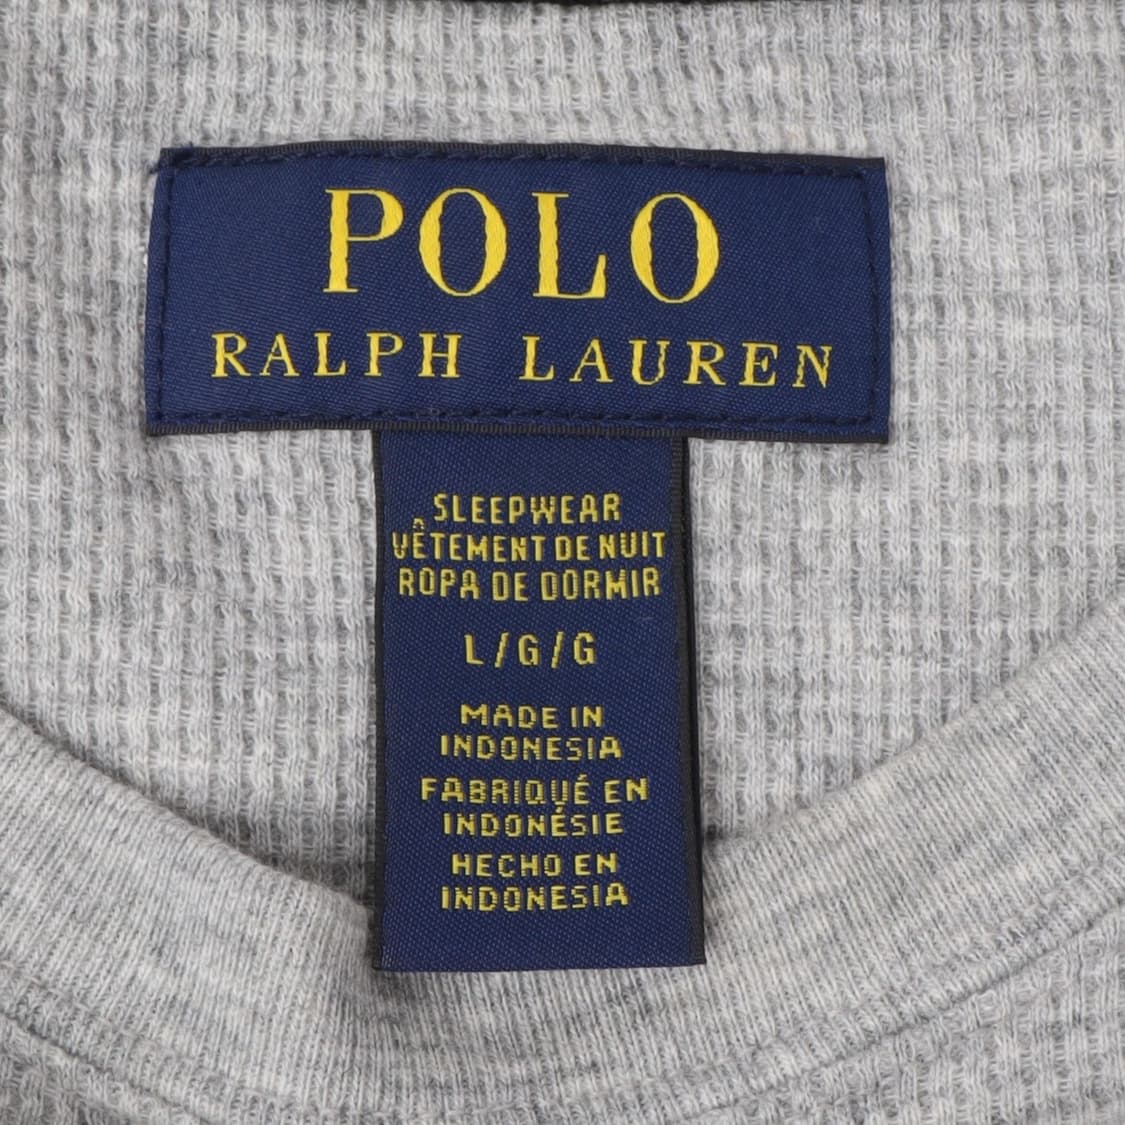 POLO
RALPH LAUREN
SLEEPWEAR
VÊTEMENT DE NUIT
ROPA DE DORMIR
L/G/G
MADE IN
INDONESIA
FABRIQUÉ EN
INDONÉSIE
HECHO EN
INDONESIA